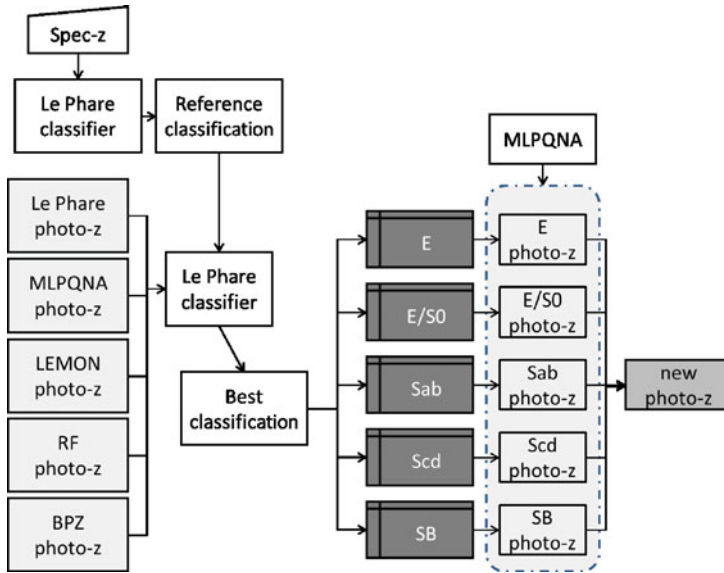 Spec-z
Le Phare
classifier
Reference
classification
MLPQNA
Le Phare
photo-z
MLPQNA
photo-z
LEMON
photo-z
RF
photo-z
BPZ
photo-z
Le Phare
classifier
Best
classification
E
E/S0
Sab
Scd
SB
E
photo-z
E/S0
photo-z
Sab
photo-z
Scd
photo-z
SB
photo-z
new
photo-z